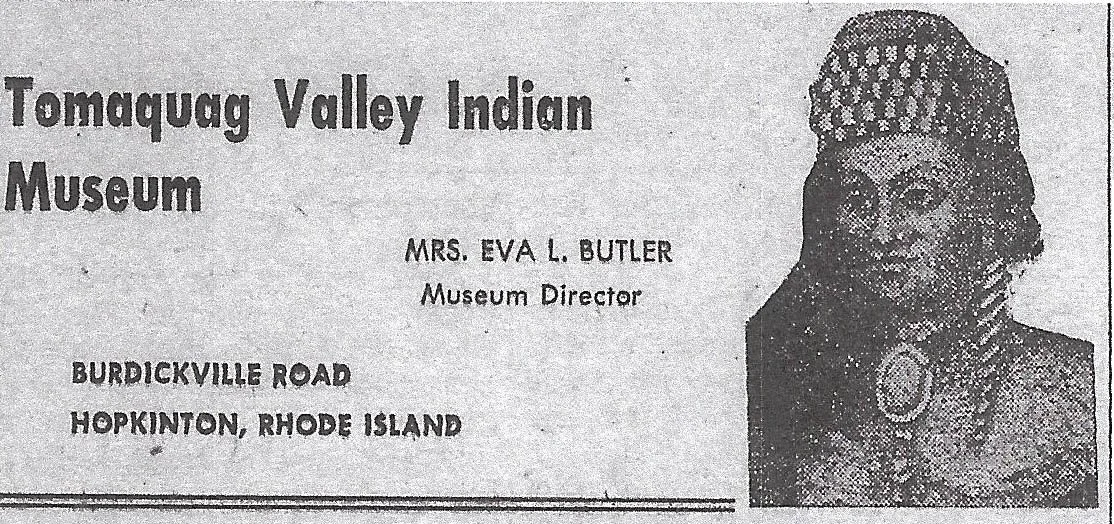 Tomaquag Valley Indian
Museum
MRS. EVA L. BUTLER
Museum Director
BURDICKVILLE ROAD
HOPKINTON, RHODE ISLAND